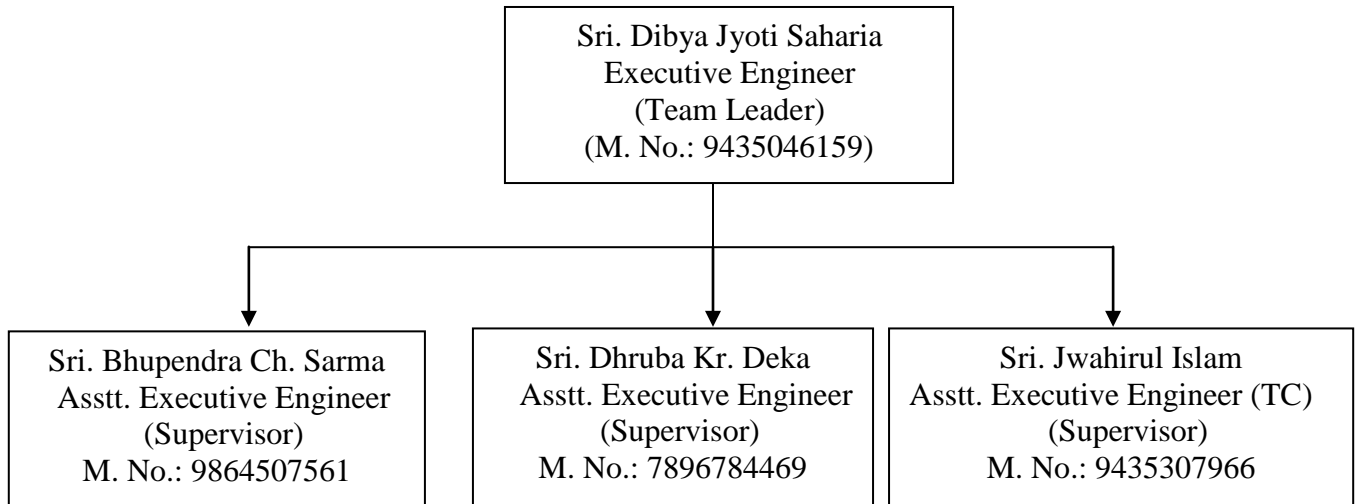 Sri. Dibya Jyoti Saharia
Executive Engineer
(Team Leader)
(M. No.: 9435046159)
Sri. Bhupendra Ch. Sarma
Asstt. Executive Engineer
(Supervisor)
M. No.: 9864507561
Sri. Dhruba Kr. Deka
Asstt. Executive Engineer
(Supervisor)
M. No.: 7896784469
Sri. Jwahirul Islam
Asstt. Executive Engineer (TC)
(Supervisor)
M. No.: 9435307966